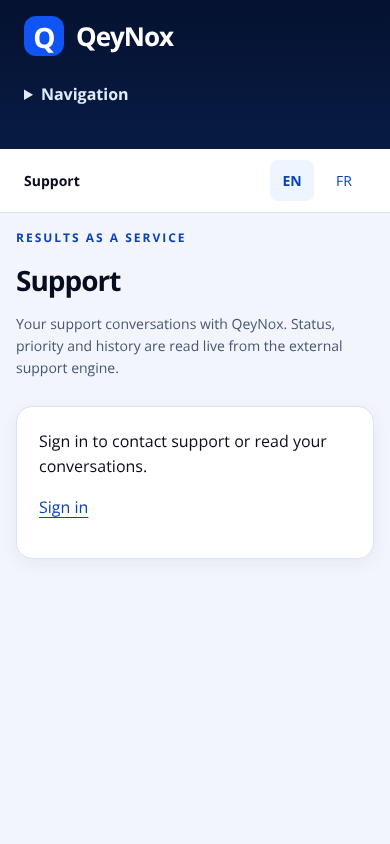 Q QeyNox
Navigation
Support EN FR
RESULTS AS A SERVICE
Support
Your support conversations with QeyNox. Status,
priority and history are read live from the external
support engine.
Sign in to contact support or read your
conversations.
Sign in